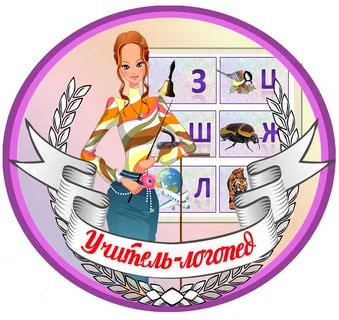 З Ц
Ш Ж
Л
Учитель-логопед